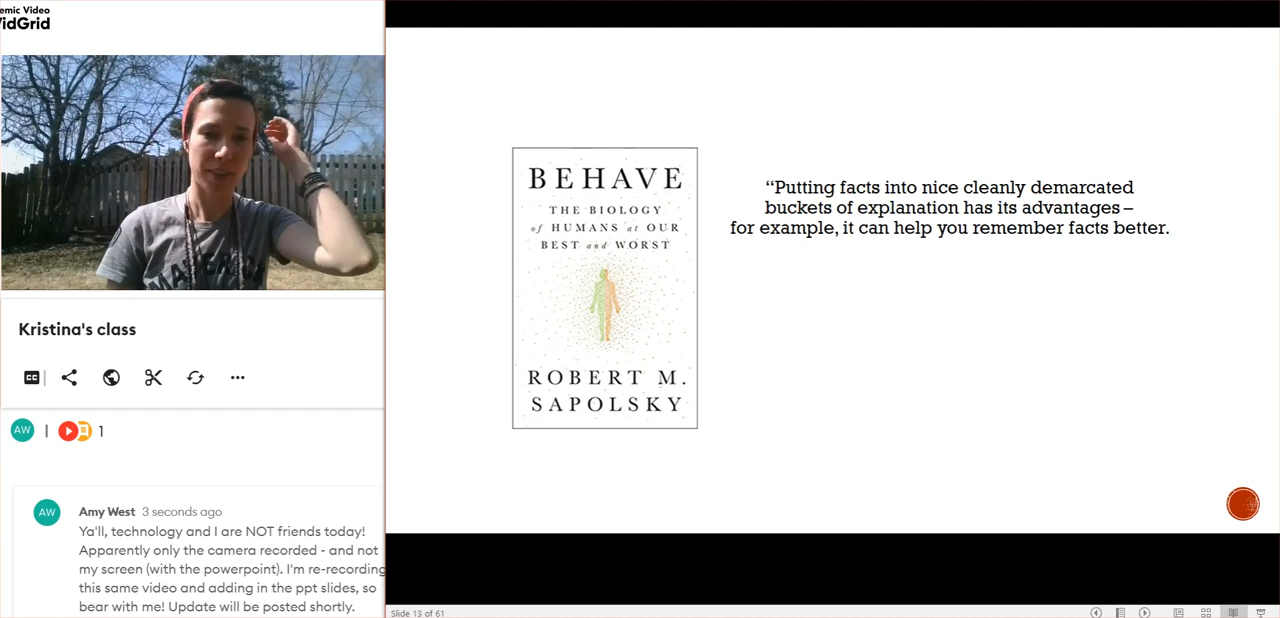 emic Video
VidGrid
Kristina's class
CC
AW | 1
AW
Amy West 3 seconds ago
Ya'll, technology and I are NOT friends today!
Apparently only the camera recorded - and not
my screen (with the powerpoint). I'm re-recording
this same video and adding in the ppt slides, so
bear with me! Update will be posted shortly.
BEHAVE
THE BIOLOGY
of HUMANS at OUR
BEST and WORST
ROBERT M.
SAPOLSKY
“Putting facts into nice cleanly demarcated
buckets of explanation has its advantages –
for example, it can help you remember facts better.
Slide 13 of 61